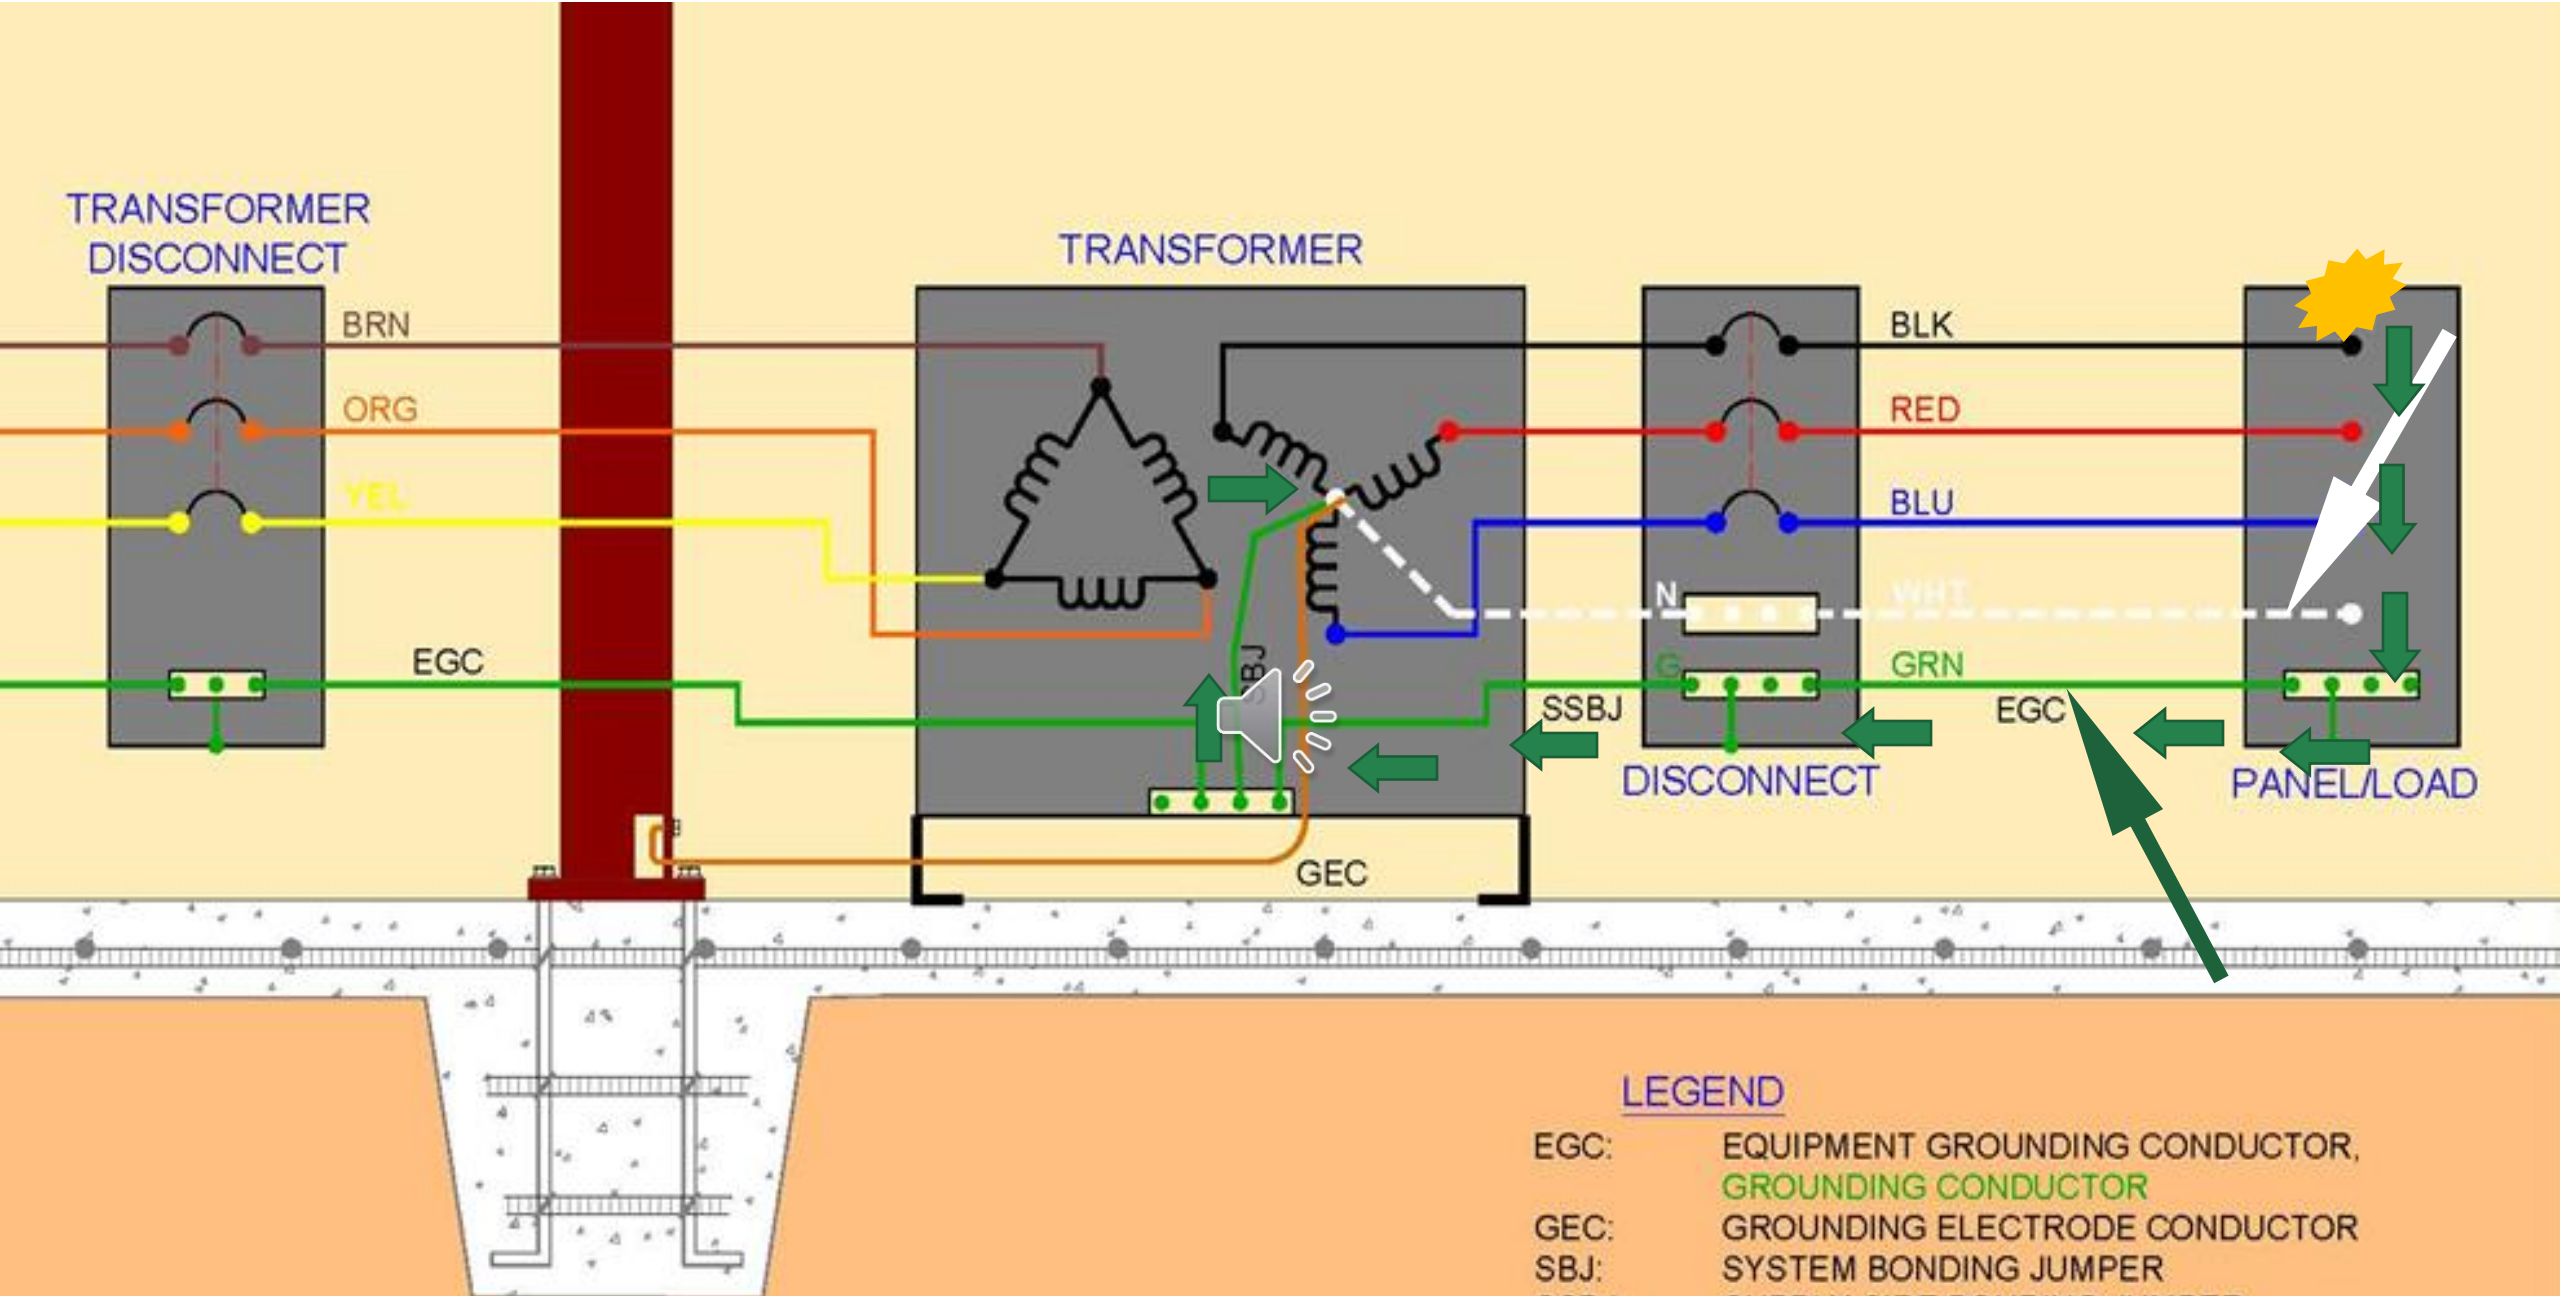 TRANSFORMER
DISCONNECT
TRANSFORMER
BRN
ORG
YEL
EGC
BLK
RED
BLU
N
WHT
G
GRN
SSBJ
EGC
SBJ
DISCONNECT
PANEL/LOAD
GEC
LEGEND
EGC: EQUIPMENT GROUNDING CONDUCTOR,
GROUNDING CONDUCTOR
GEC: GROUNDING ELECTRODE CONDUCTOR
SBJ: SYSTEM BONDING JUMPER